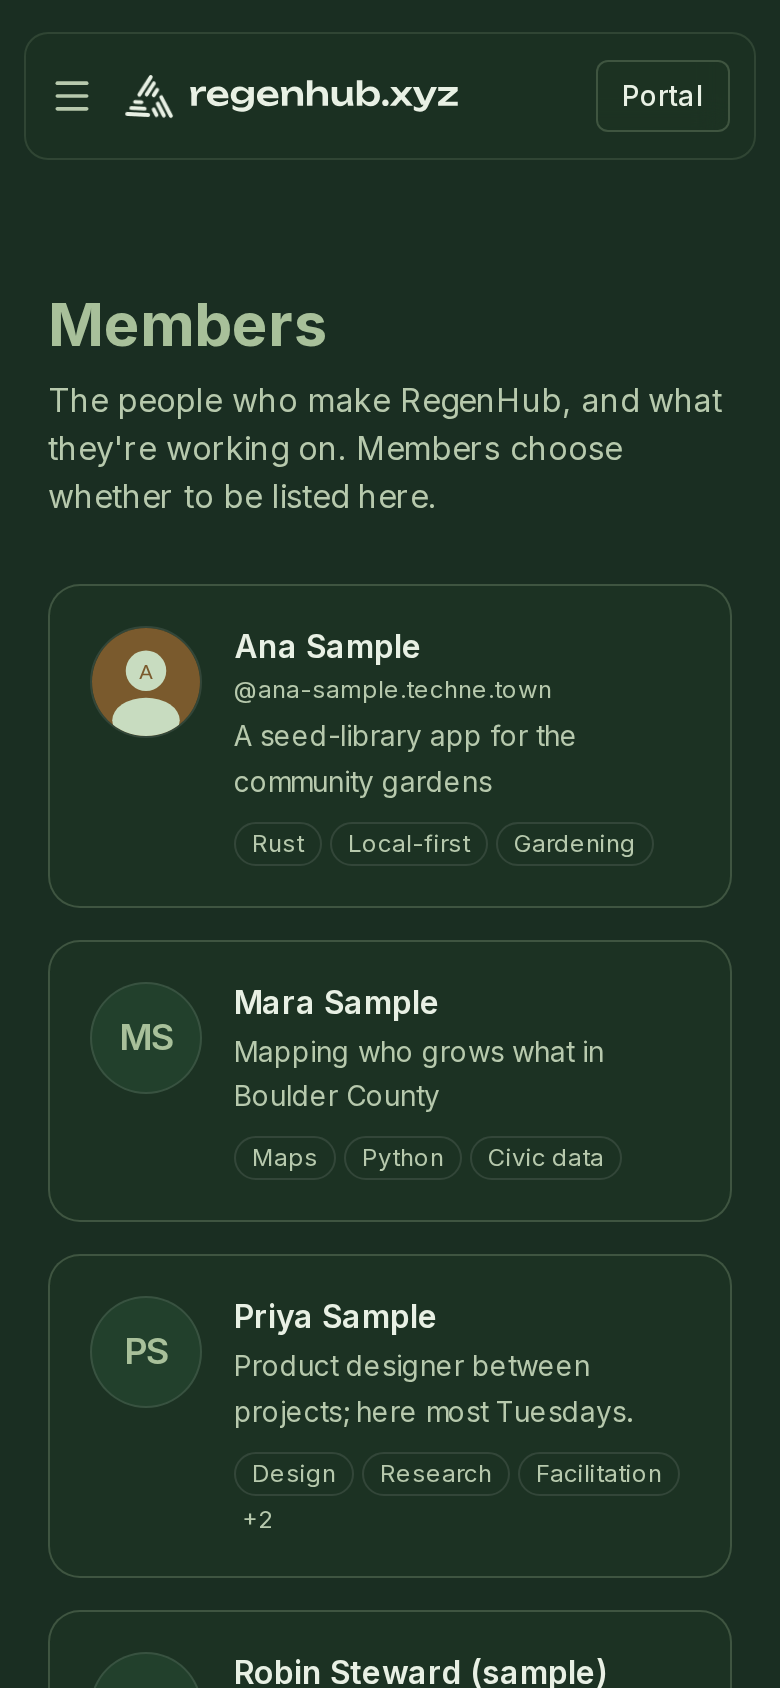 regenhub.xyz
Portal
Members
The people who make RegenHub, and what
they're working on. Members choose
whether to be listed here.
A
Ana Sample
@ana-sample.techne.town
A seed-library app for the
community gardens
Rust Local-first Gardening
MS
Mara Sample
Mapping who grows what in
Boulder County
Maps Python Civic data
PS
Priya Sample
Product designer between
projects; here most Tuesdays.
Design Research Facilitation
+2
Robin Steward (sample)